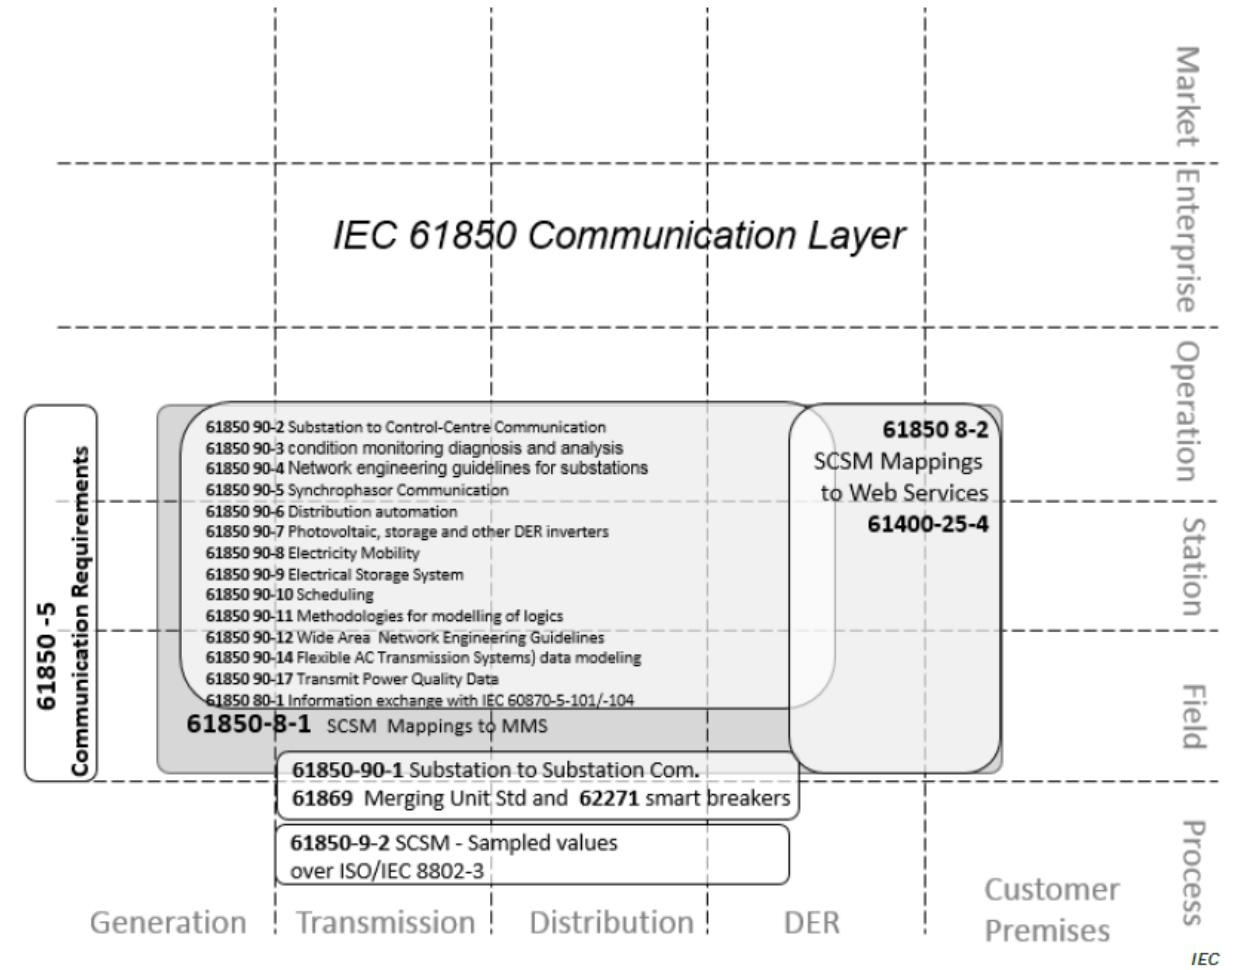 Market
Enterprise
IEC 61850 Communication Layer
Operation
61850 -5
Communication Requirements
61850 90-2 Substation to Control-Centre Communication
61850 90-3 condition monitoring diagnosis and analysis
61850 90-4 Network engineering guidelines for substations
61850 90-5 Synchrophasor Communication
61850 90-6 Distribution automation
61850 90-7 Photovoltaic, storage and other DER inverters
61850 90-8 Electricity Mobility
61850 90-9 Electrical Storage System
61850 90-10 Scheduling
61850 90-11 Methodologies for modelling of logics
61850 90-12 Wide Area Network Engineering Guidelines
61850 90-14 Flexible AC Transmission Systems) data modeling
61850 90-17 Transmit Power Quality Data
61850 80-1 Information exchange with IEC 60870-5-101/-104
61850-8-1 SCSM Mappings to MMS
61850 8-2
SCSM Mappings
to Web Services
61400-25-4
Station
Field
61850-90-1 Substation to Substation Com.
61869 Merging Unit Std and 62271 smart breakers
61850-9-2 SCSM - Sampled values
over ISO/IEC 8802-3
Process
Generation
Transmission
Distribution
DER
Customer
Premises
IEC